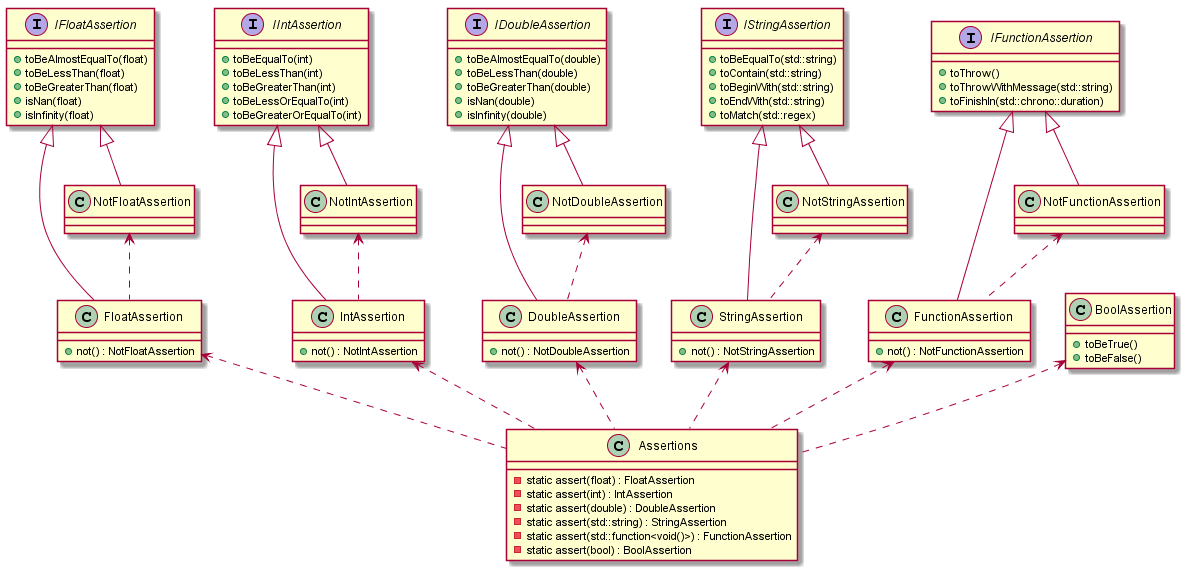 I IFloatAssertion
toBeAlmostEqualTo(float)
toBeLessThan(float)
toBeGreaterThan(float)
isNan(float)
isInfinity(float)
I IIntAssertion
toBeEqualTo(int)
toBeLessThan(int)
toBeGreaterThan(int)
toBeLessOrEqualTo(int)
toBeGreaterOrEqualTo(int)
I IDoubleAssertion
toBeAlmostEqualTo(double)
toBeLessThan(double)
toBeGreaterThan(double)
isNan(double)
isInfinity(double)
I IStringAssertion
toBeEqualTo(std::string)
toContain(std::string)
toBeginWith(std::string)
toEndWith(std::string)
toMatch(std::regex)
I IFunctionAssertion
toThrow()
toThrowWithMessage(std::string)
toFinishIn(std::chrono::duration)
C NotFloatAssertion
C NotIntAssertion
C NotDoubleAssertion
C NotStringAssertion
C NotFunctionAssertion
C FloatAssertion
not() : NotFloatAssertion
C IntAssertion
not() : NotIntAssertion
C DoubleAssertion
not() : NotDoubleAssertion
C StringAssertion
not() : NotStringAssertion
C FunctionAssertion
not() : NotFunctionAssertion
C BoolAssertion
toBeTrue()
toBeFalse()
C Assertions
static assert(float) : FloatAssertion
static assert(int) : IntAssertion
static assert(double) : DoubleAssertion
static assert(std::string) : StringAssertion
static assert(std::function<void()>) : FunctionAssertion
static assert(bool) : BoolAssertion